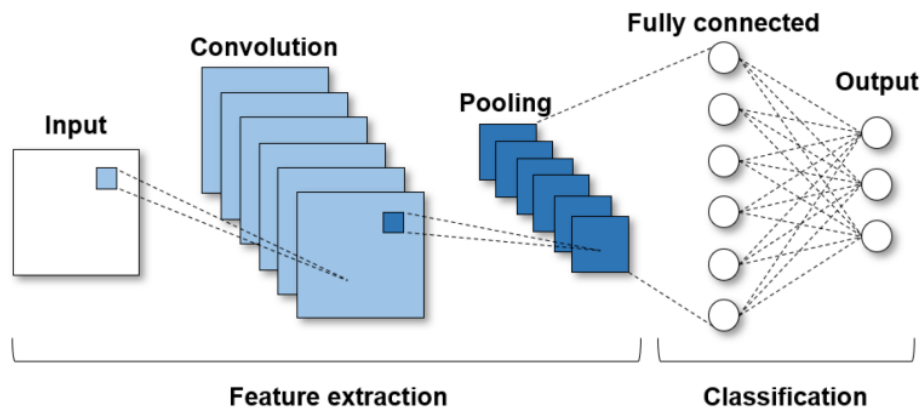 Input
Convolution
Pooling
Fully connected
Output
Feature extraction
Classification